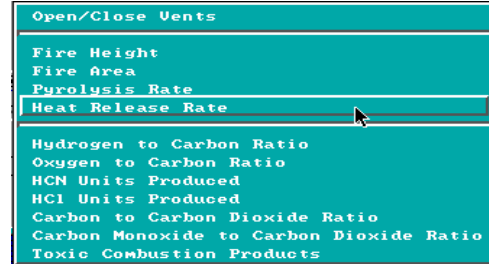 Open/Close Vents
Fire Height
Fire Area
Pyrolysis Rate
Heat Release Rate
Hydrogen to Carbon Ratio
Oxygen to Carbon Ratio
HCN Units Produced
HCl Units Produced
Carbon to Carbon Dioxide Ratio
Carbon Monoxide to Carbon Dioxide Ratio
Toxic Combustion Products